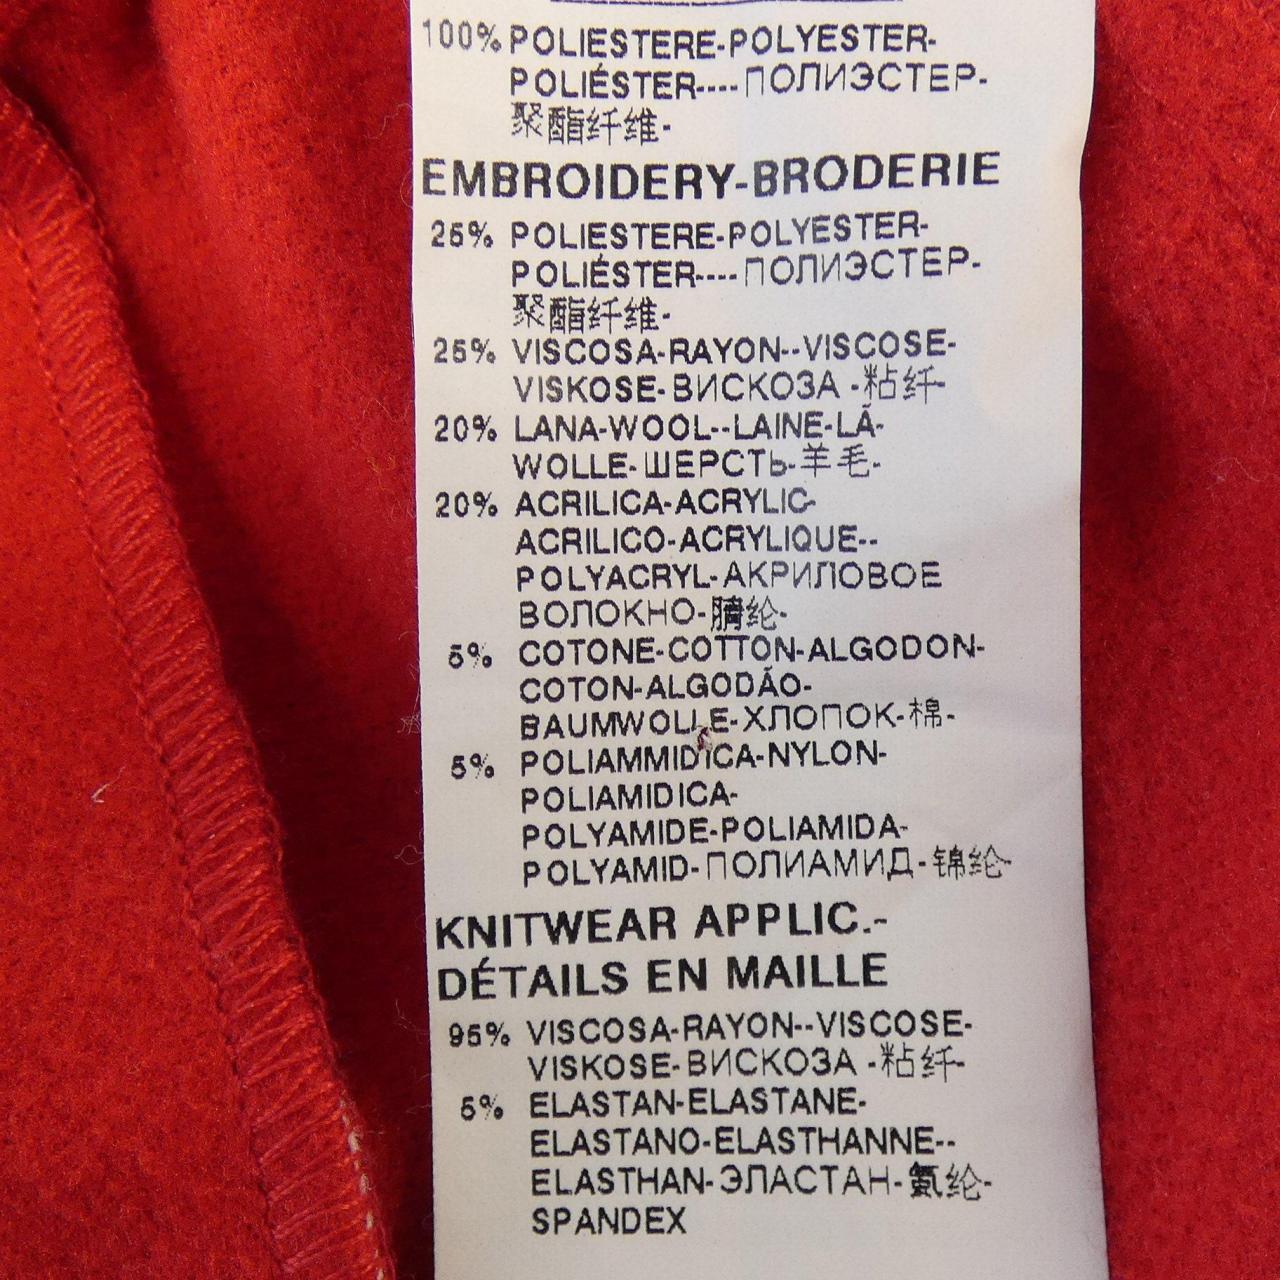 100% POLIESTERE-POLYESTER-
POLIÉSTER----ПОЛИЭСТЕР-
聚酯纤维-
EMBROIDERY-BRODERIE
25% POLIESTERE-POLYESTER-
POLIÉSTER----ПОЛИЭСТЕР-
聚酯纤维-
25% VISCOSA-RAYON--VISCOSE-
VISKOSE-ВИСКОЗА -粘纤-
20% LANA-WOOL--LAINE-LÃ-
WOLLE-ШЕРСТЬ-羊毛-
20% ACRILICA-ACRYLIC-
ACRILICO-ACRYLIQUE--
POLYACRYL-АКРИЛОВОЕ
ВОЛОКНО-腈纶-
5% COTONE-COTTON-ALGODON-
COTON-ALGODÃO-
BAUMWOLLE-ХЛОПОК-棉-
5% POLIAMMIDICA-NYLON-
POLIAMIDICA-
POLYAMIDE-POLIAMIDA-
POLYAMID-ПОЛИАМИД-锦纶-
KNITWEAR APPLIC.-
DÉTAILS EN MAILLE
95% VISCOSA-RAYON--VISCOSE-
VISKOSE-ВИСКОЗА -粘纤-
5% ELASTAN-ELASTANE-
ELASTANO-ELASTHANNE--
ELASTHAN-ЭЛАСТАН-氨纶-
SPANDEX